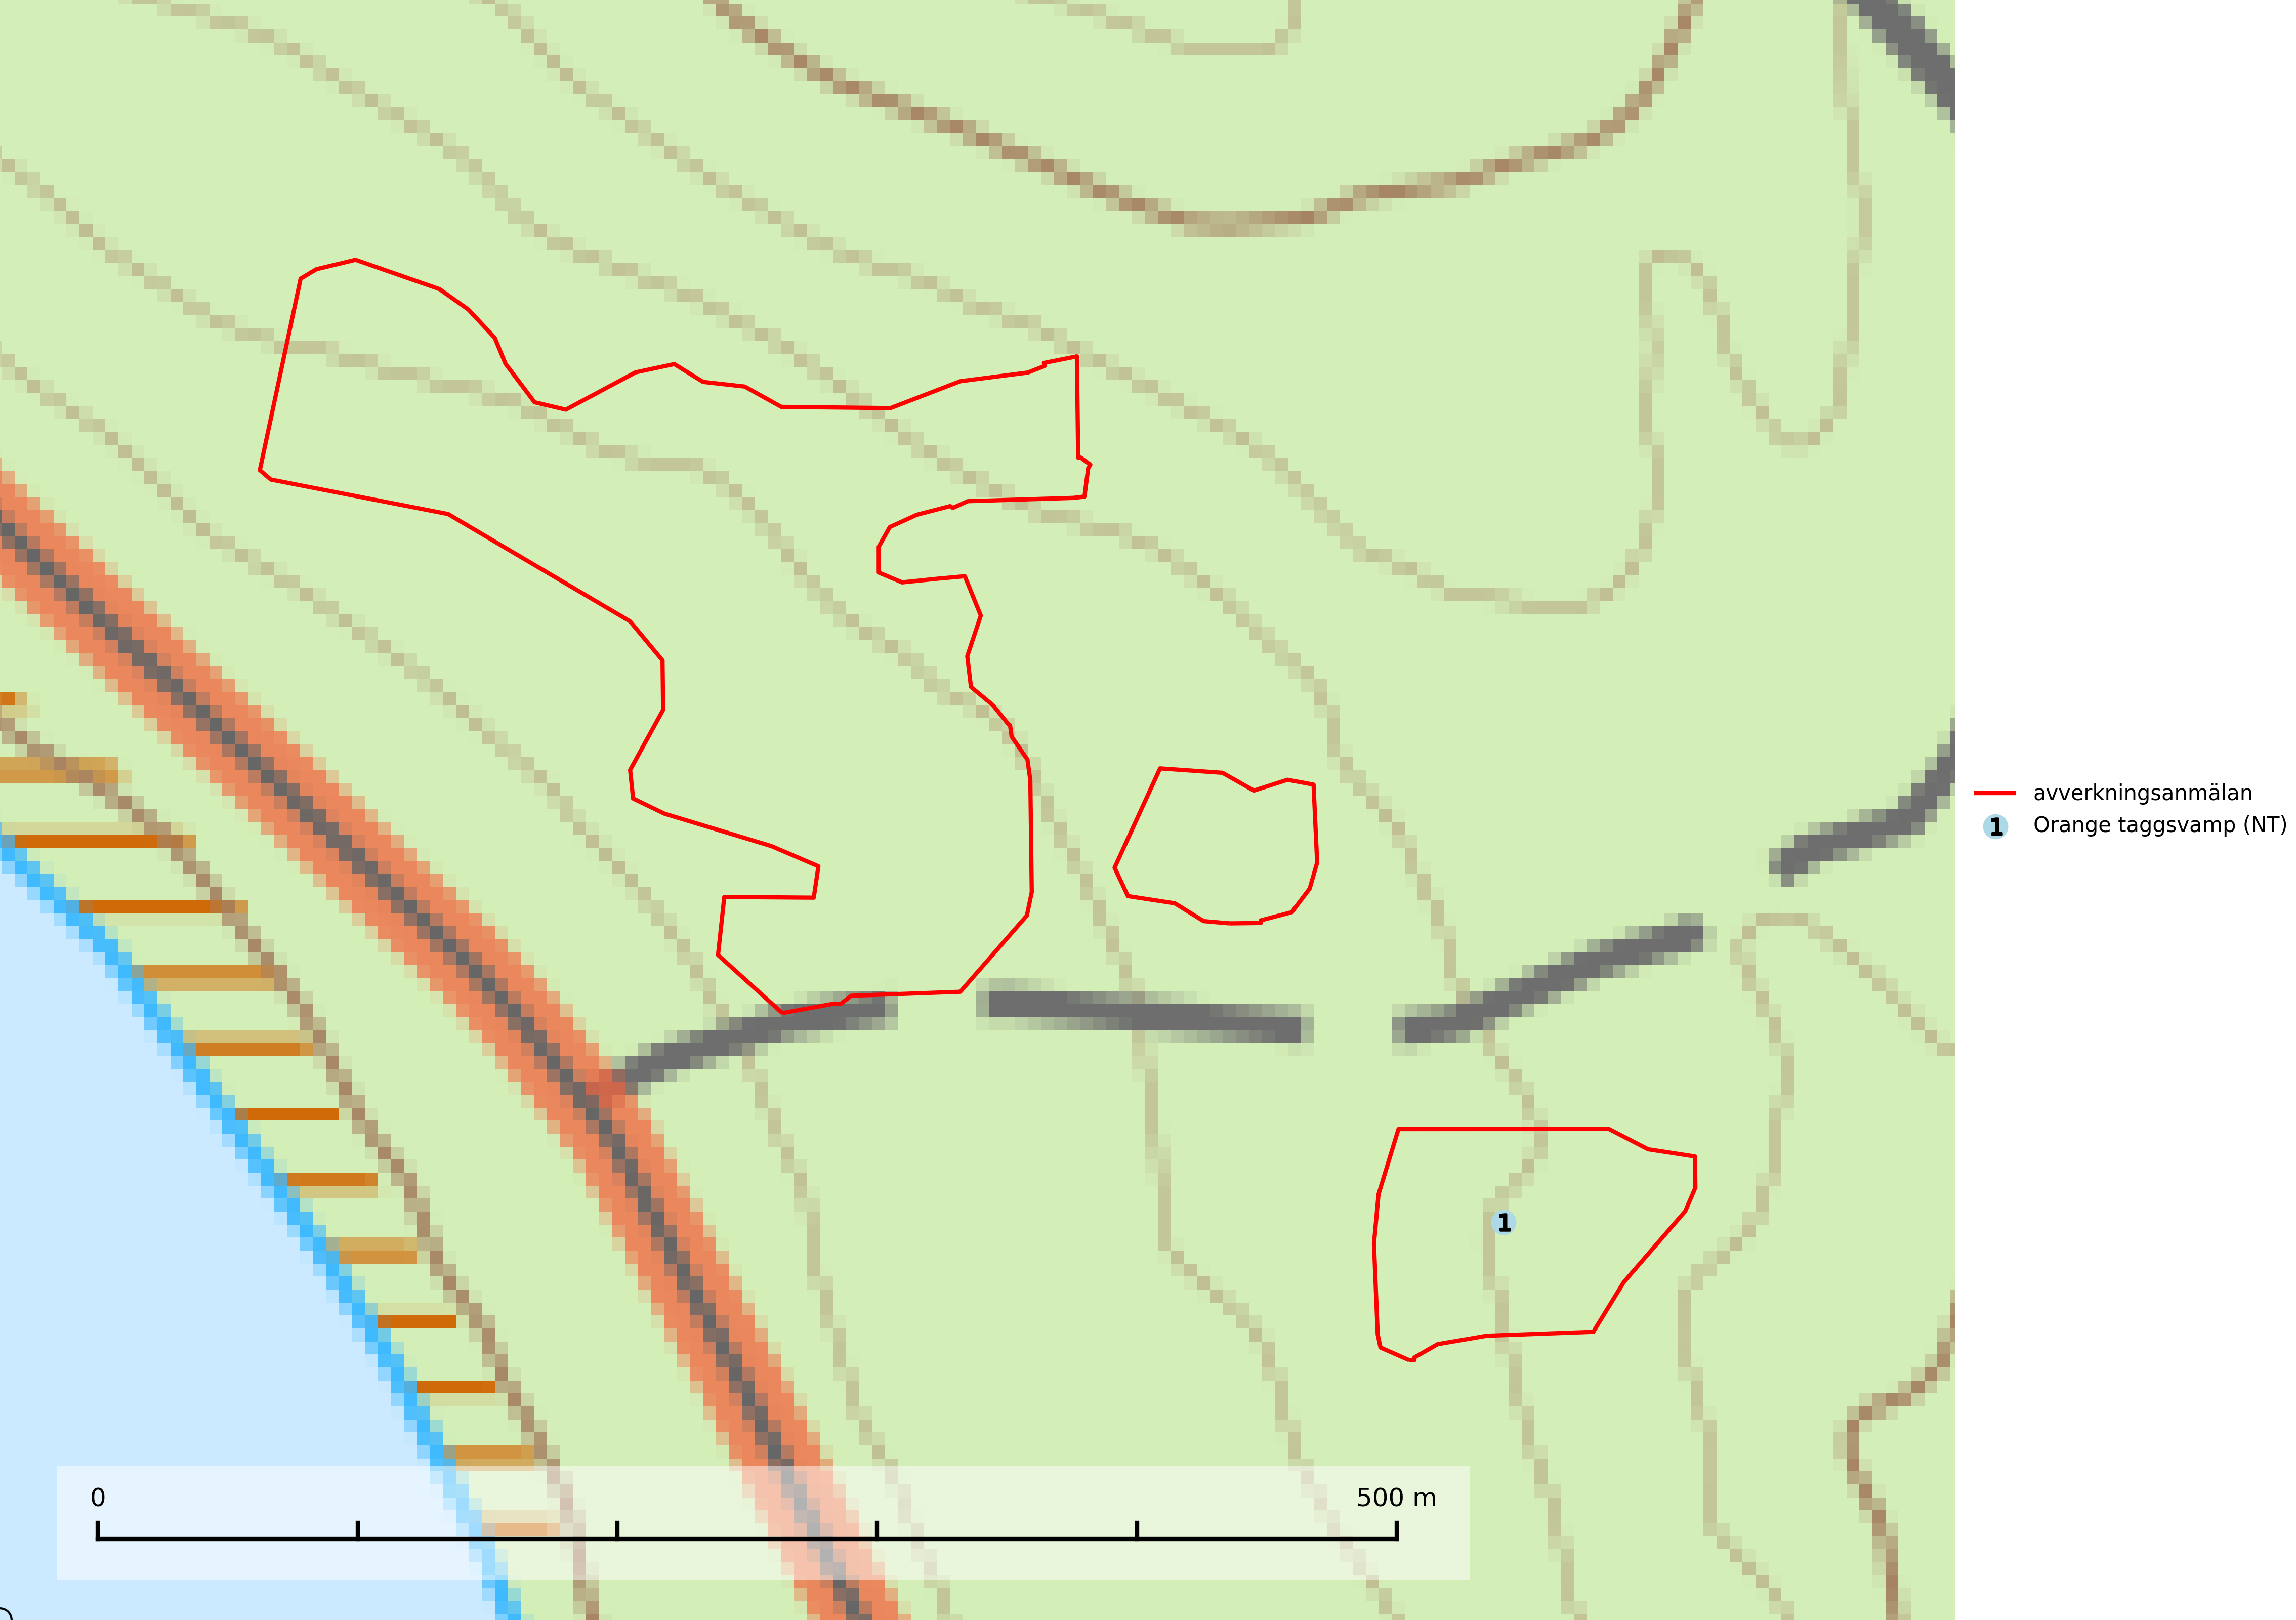 avverkningsanmälan
1 Orange taggsvamp (NT)
1
0 500 m